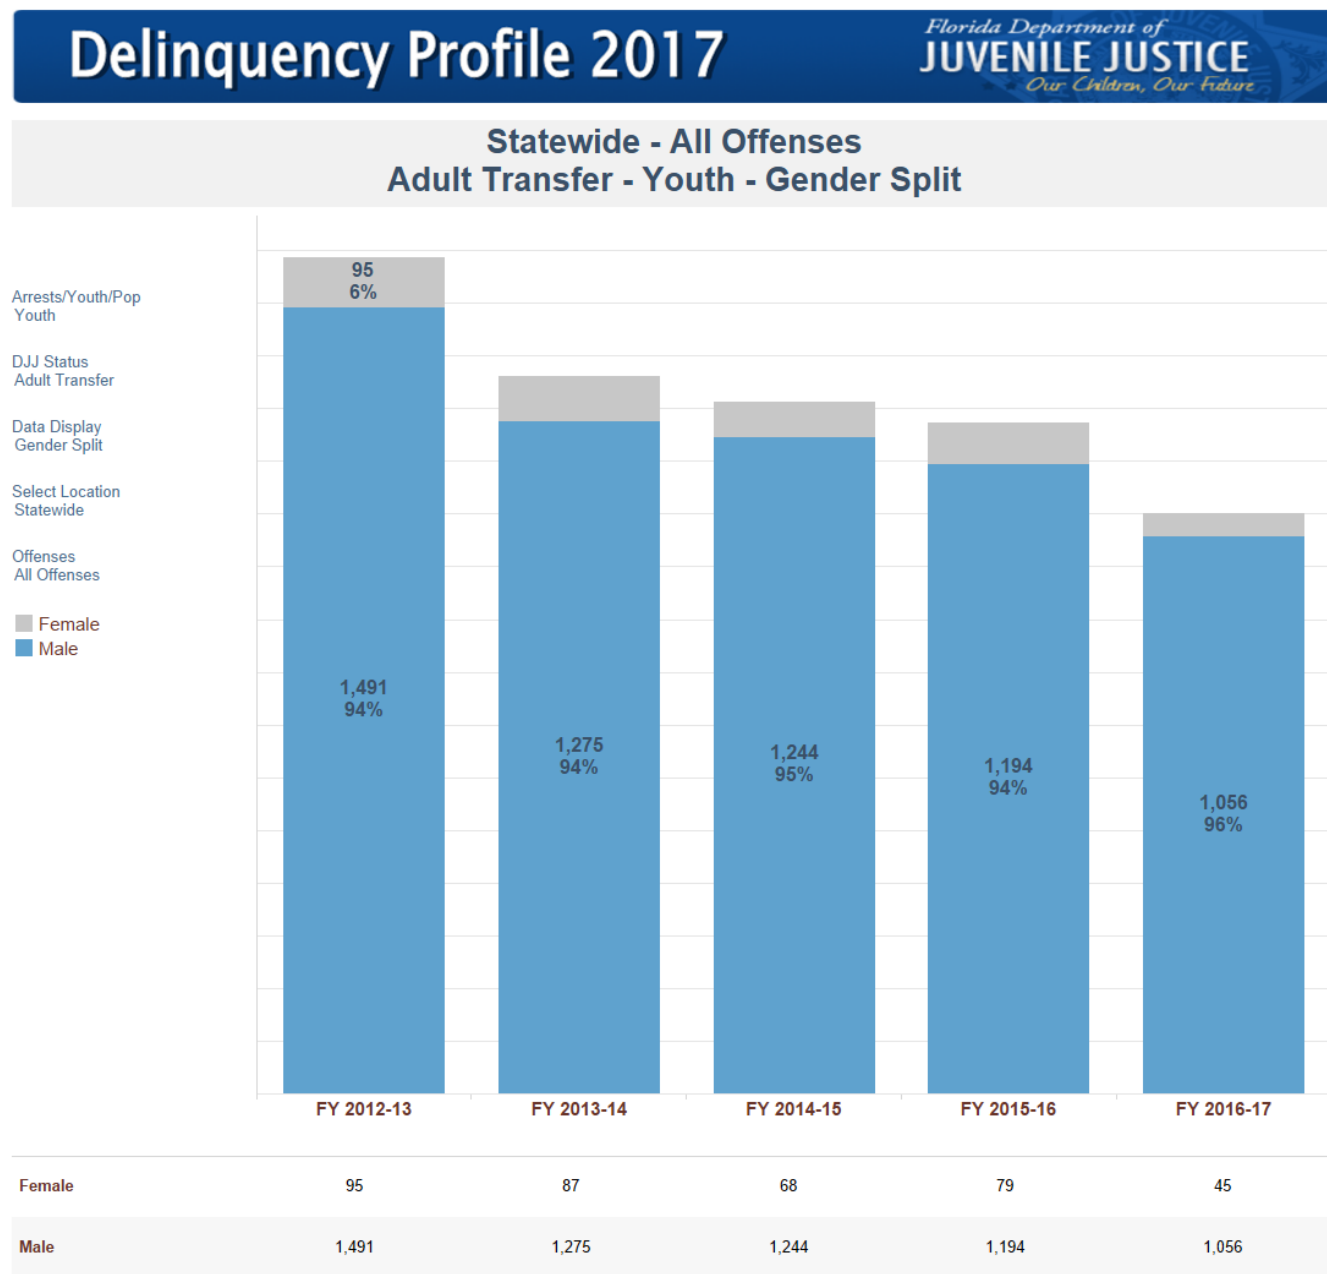 Delinquency Profile 2017
Florida Department of
JUVENILE JUSTICE
Our Children, Our Future
Statewide - All Offenses
Adult Transfer - Youth - Gender Split
Arrests/Youth/Pop
Youth
DJJ Status
Adult Transfer
Data Display
Gender Split
Select Location
Statewide
Offenses
All Offenses
Female
Male
95
6%
1,491
94%
1,275
94%
1,244
95%
1,194
94%
1,056
96%
FY 2012-13 FY 2013-14 FY 2014-15 FY 2015-16 FY 2016-17
Female 95 87 68 79 45
Male 1,491 1,275 1,244 1,194 1,056